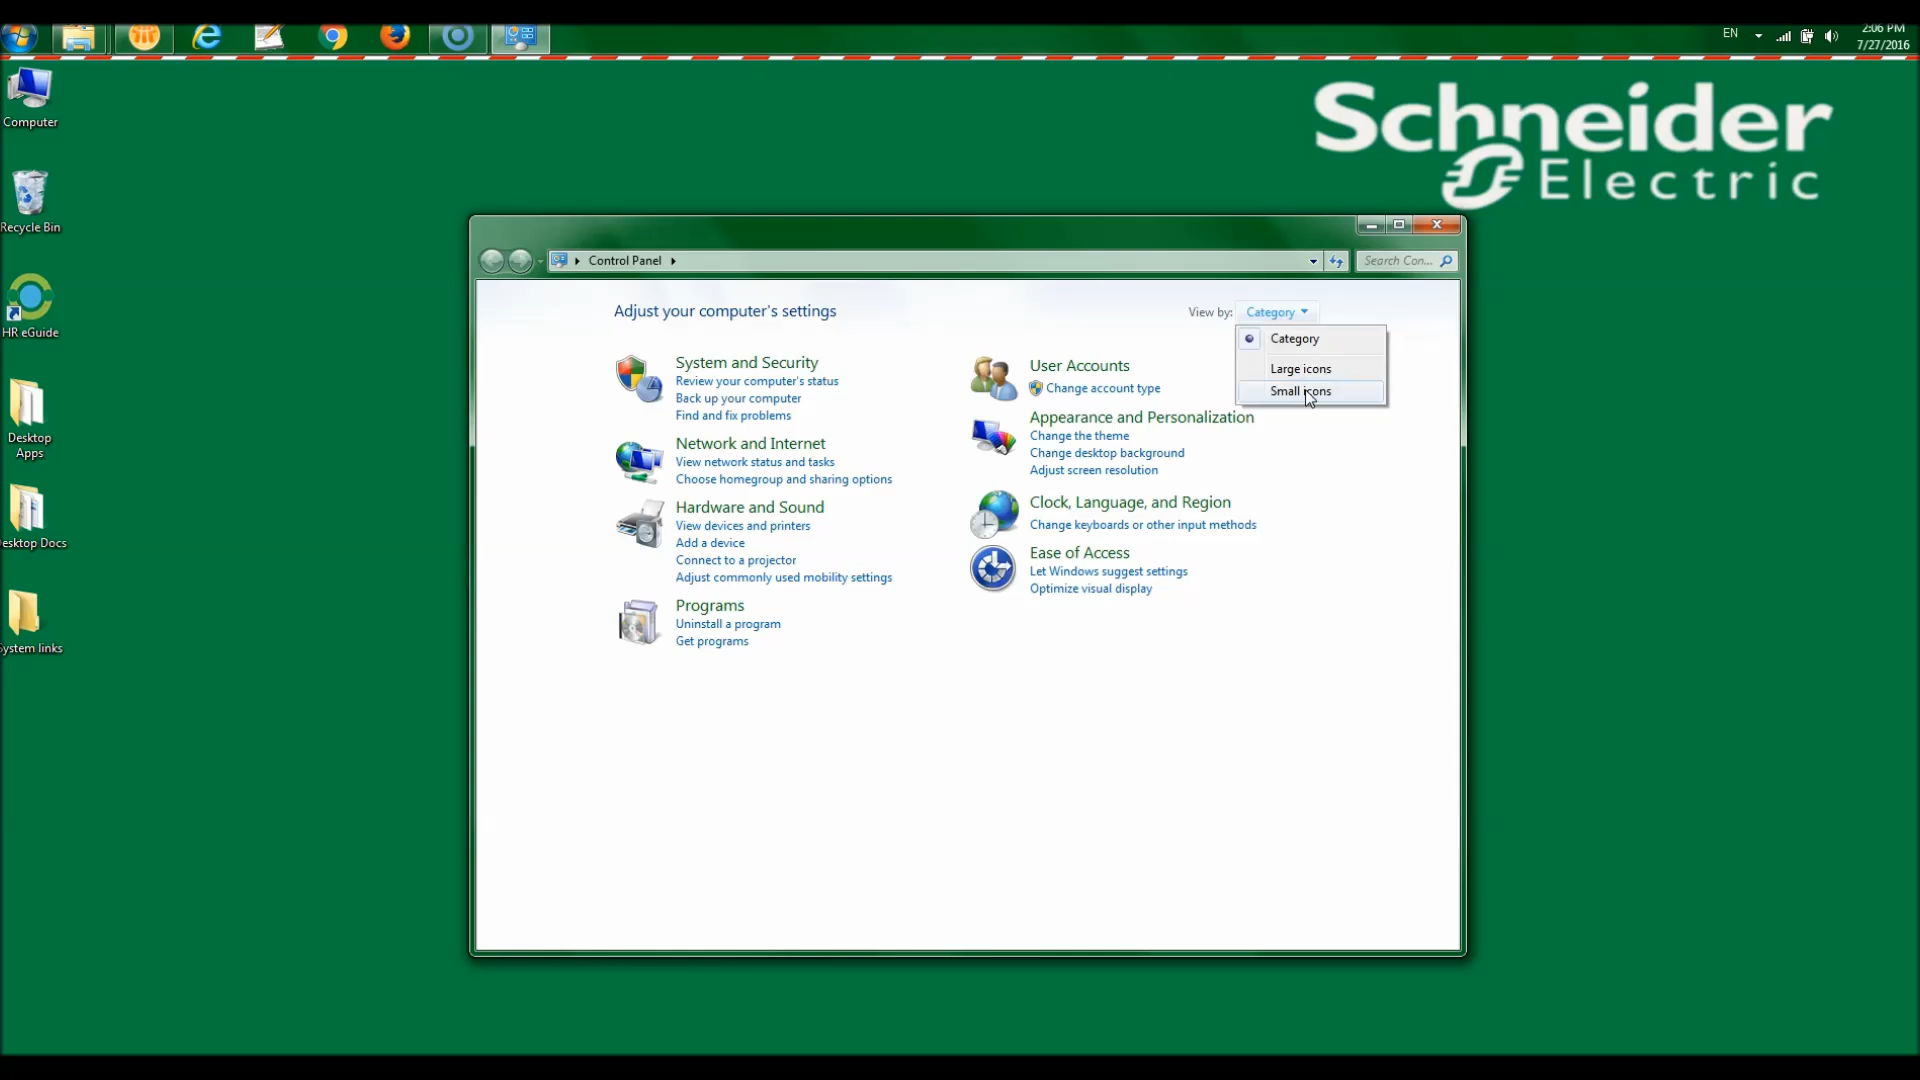 EN
2:06 PM
7/27/2016
Computer
Recycle Bin
HR eGuide
Desktop
Apps
esktop Docs
ystem links
Schneider
Electric
Control Panel
Search Con...
Adjust your computer's settings
View by:
Category
Category
Large icons
Small icons
System and Security
Review your computer's status
Back up your computer
Find and fix problems
Network and Internet
View network status and tasks
Choose homegroup and sharing options
Hardware and Sound
View devices and printers
Add a device
Connect to a projector
Adjust commonly used mobility settings
Programs
Uninstall a program
Get programs
User Accounts
Change account type
Appearance and Personalization
Change the theme
Change desktop background
Adjust screen resolution
Clock, Language, and Region
Change keyboards or other input methods
Ease of Access
Let Windows suggest settings
Optimize visual display